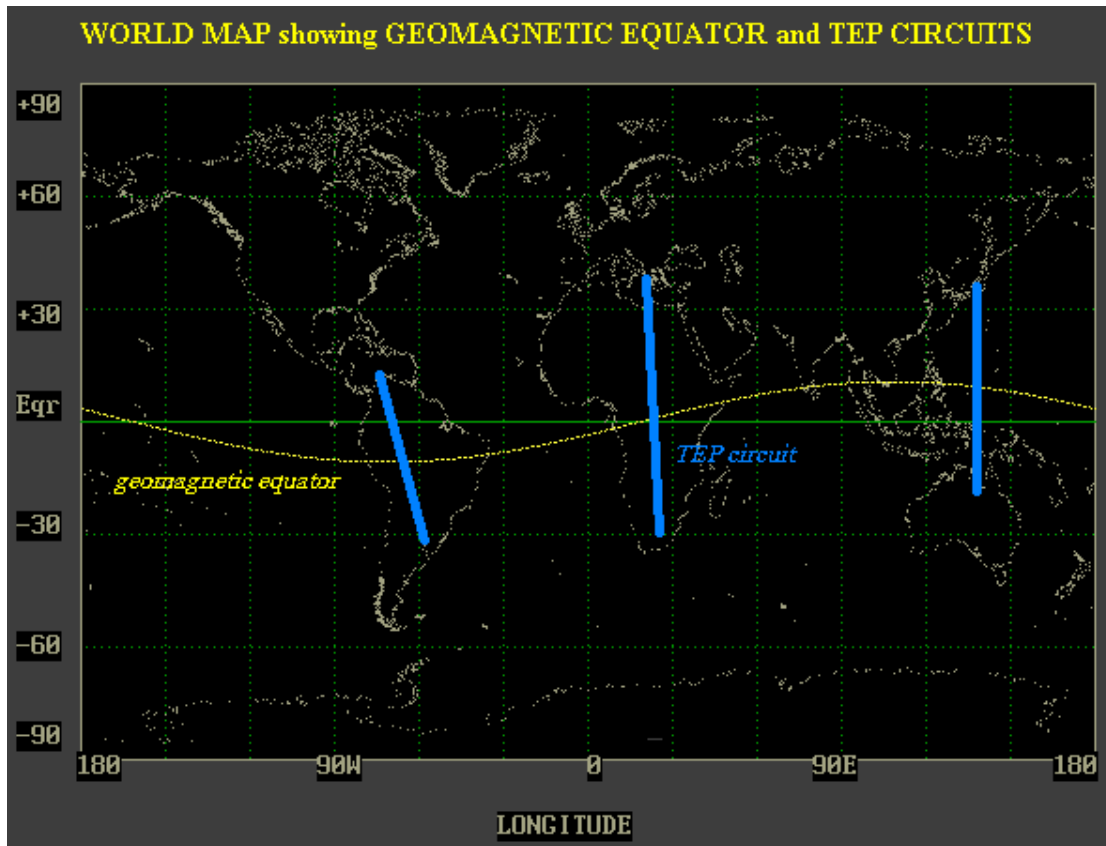 WORLD MAP showing GEOMAGNETIC EQUATOR and TEP CIRCUITS
+90
+60
+30
Eqr
TEP circuit
geomagnetic equator
-30
-60
-90
180 90W 0 90E 180
LONGITUDE